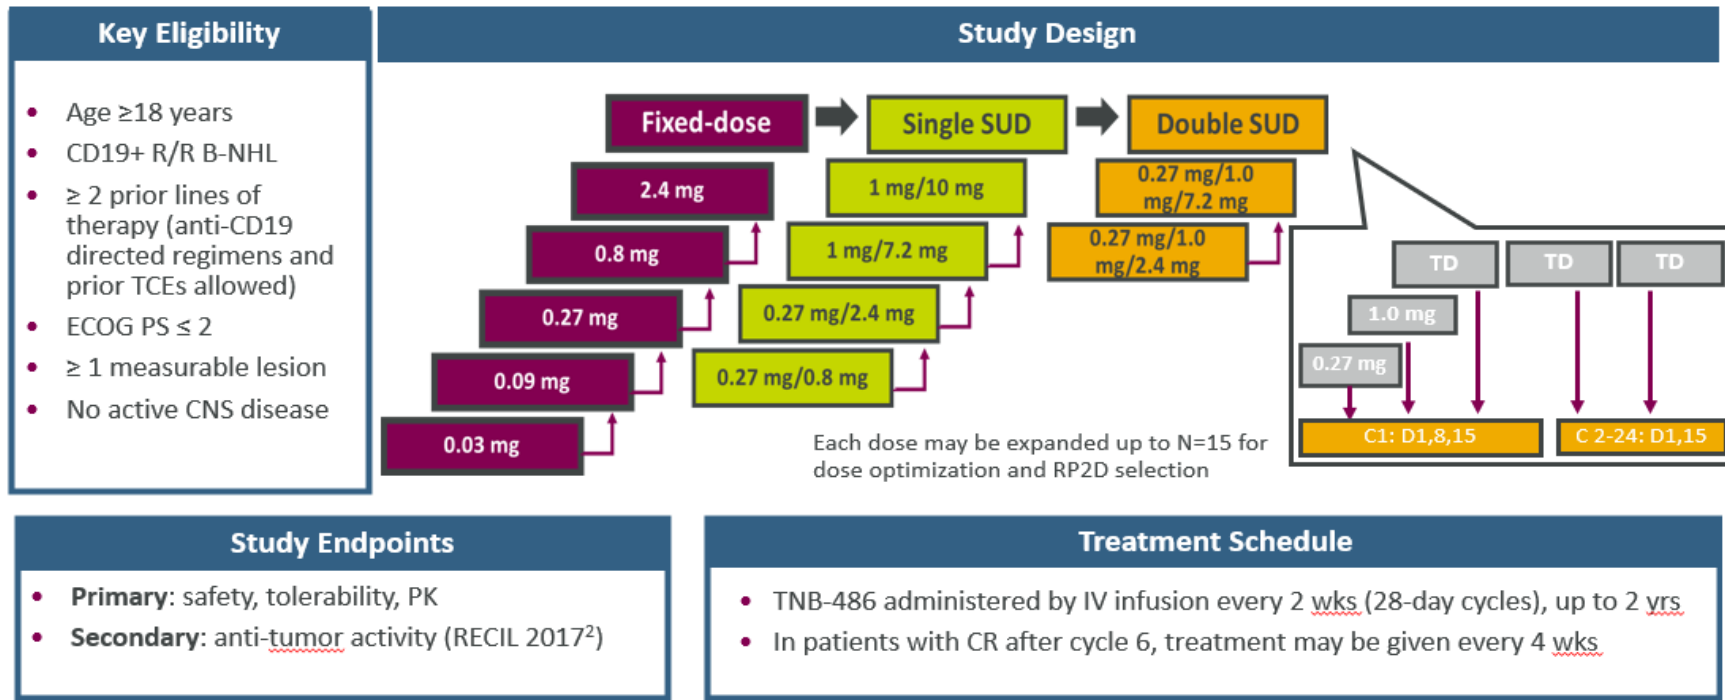 Key Eligibility
• Age ≥18 years
• CD19+ R/R B-NHL
• ≥ 2 prior lines of
therapy (anti-CD19
directed regimens and
prior TCEs allowed)
• ECOG PS ≤ 2
• ≥ 1 measurable lesion
• No active CNS disease
Study Design
Fixed-dose
2.4 mg
0.8 mg
0.27 mg
0.09 mg
0.03 mg
Single SUD
1 mg/10 mg
1 mg/7.2 mg
0.27 mg/2.4 mg
0.27 mg/0.8 mg
Double SUD
0.27 mg/1.0
mg/7.2 mg
0.27 mg/1.0
mg/2.4 mg
Each dose may be expanded up to N=15 for
dose optimization and RP2D selection
TD
TD
TD
1.0 mg
0.27 mg
C1: D1,8,15
C 2-24: D1,15
Study Endpoints
• Primary: safety, tolerability, PK
• Secondary: anti-tumor activity (RECIL 2017²)
Treatment Schedule
• TNB-486 administered by IV infusion every 2 wks (28-day cycles), up to 2 yrs
• In patients with CR after cycle 6, treatment may be given every 4 wks